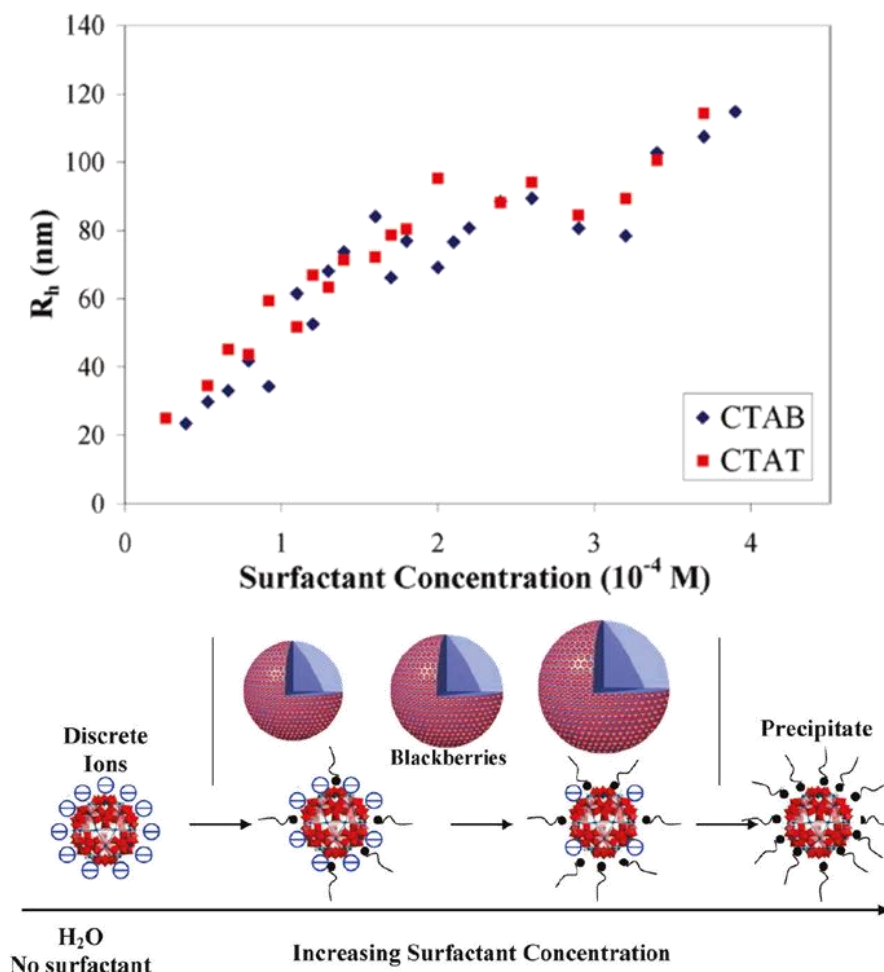 140
120
100
80
60
40
20
0
R_h (nm)
CTAB
CTAT
0 1 2 3 4
Surfactant Concentration (10⁻⁴ M)
Discrete
Ions
Blackberries
Precipitate
H₂O
No surfactant
Increasing Surfactant Concentration